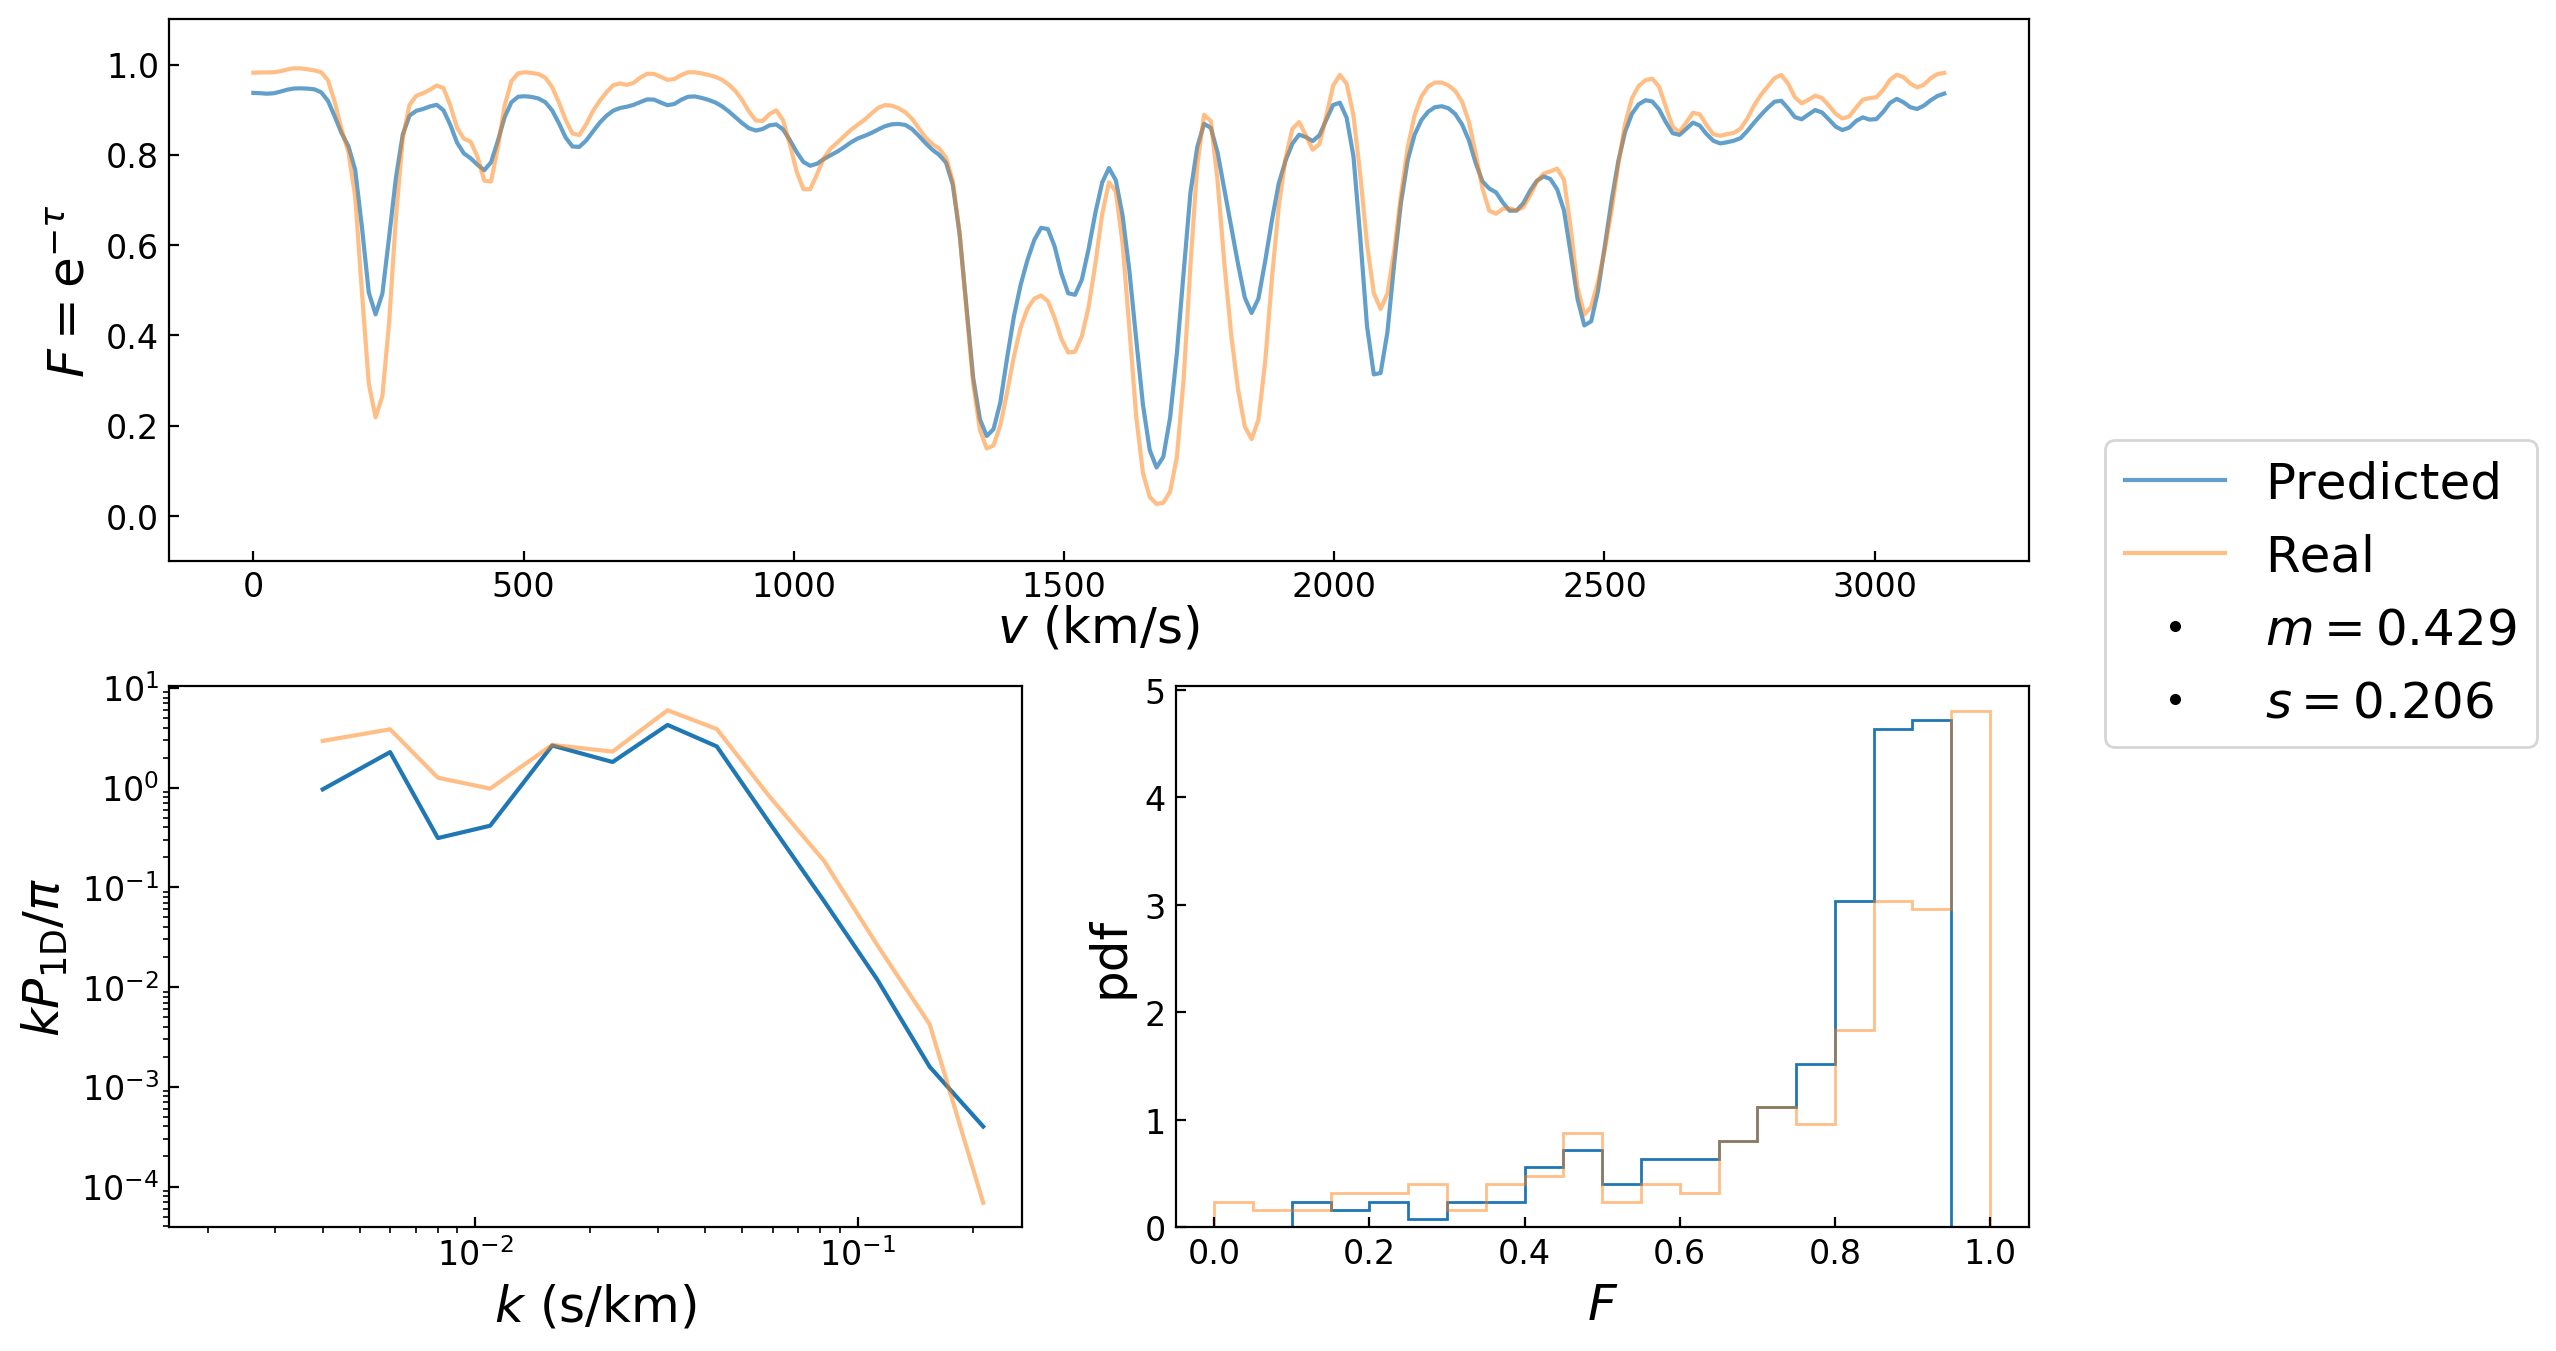 F = e^−τ
1.0
0.8
0.6
0.4
0.2
0.0
0 500 1000 1500 2000 2500 3000
v (km/s)
Predicted
Real
m = 0.429
s = 0.206
kP_1D/π
10^1
10^0
10^−1
10^−2
10^−3
10^−4
10^−2 10^−1
k (s/km)
pdf
5
4
3
2
1
0
0.0 0.2 0.4 0.6 0.8 1.0
F